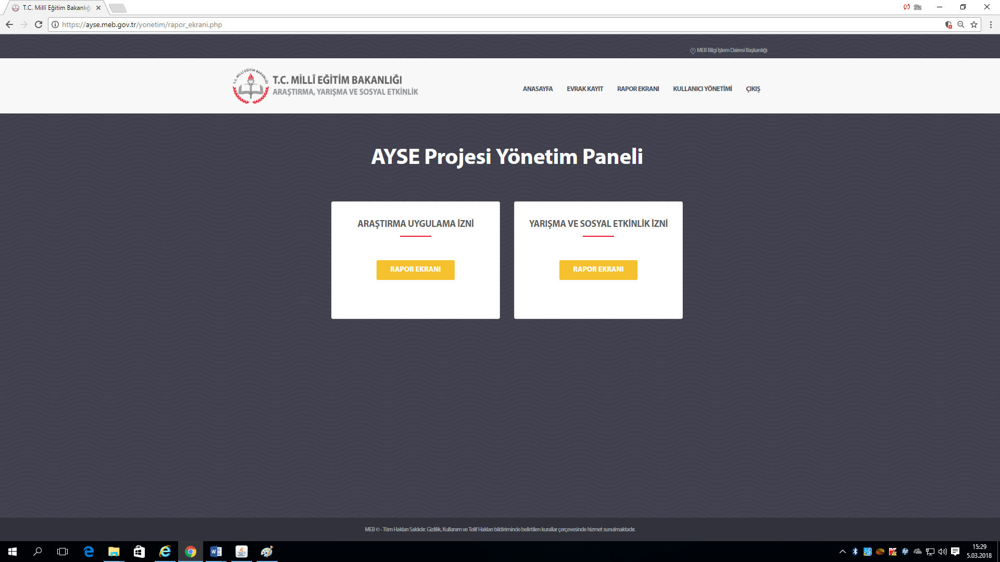 T.C. Millî Eğitim Bakanlığı
Siz
https://ayse.meb.gov.tr/yonetim/rapor_ekrani.php
MEB Bilgi İşlem Dairesi Başkanlığı
T.C. MİLLÎ EĞİTİM BAKANLIĞI
ARAŞTIRMA, YARIŞMA VE SOSYAL ETKİNLİK
ANASAYFA EVRAK KAYIT RAPOR EKRANI KULLANICI YÖNETİMİ ÇIKIŞ
AYSE Projesi Yönetim Paneli
ARAŞTIRMA UYGULAMA İZNİ
RAPOR EKRANI
YARIŞMA VE SOSYAL ETKİNLİK İZNİ
RAPOR EKRANI
MEB © - Tüm Hakları Saklıdır. Gizlilik, Kullanım ve Telif Hakları bildiriminde belirtilen kurallar çerçevesinde hizmet sunulmaktadır.
15:29
5.03.2018